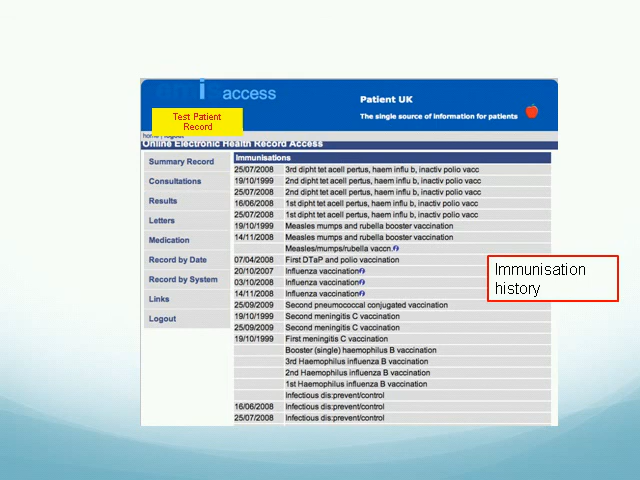 emis access
Patient UK
The single source of information for patients
Test Patient
Record
home | logout
Online Electronic Health Record Access
Summary Record
Consultations
Results
Letters
Medication
Record by Date
Record by System
Links
Logout
Immunisations
25/07/2008 3rd dipht tet acell pertus, haem influ b, inactiv polio vacc
19/10/1999 2nd dipht tet acell pertus, haem infl b, inactiv polio vacc
25/07/2008 2nd dipht tet acell pertus, haem infl b, inactiv polio vacc
16/06/2008 1st dipht tet acell pertus, haem infl b, inactiv polio vacc
25/07/2008 1st dipht tet acell pertus, haem infl b, inactiv polio vacc
19/10/1999 Measles mumps and rubella booster vaccination
14/11/2008 Measles mumps and rubella booster vaccination
Measles/mumps/rubella vaccn.
07/04/2008 First DTaP and polio vaccination
20/10/2007 Influenza vaccination
03/10/2008 Influenza vaccination
14/11/2008 Influenza vaccination
25/09/2009 Second pneumococcal conjugated vaccination
19/10/1999 Second meningitis C vaccination
25/09/2009 Second meningitis C vaccination
19/10/1999 First meningitis C vaccination
Booster (single) haemophilus B vaccination
3rd Haemophilus influenza B vaccination
2nd Haemophilus influenza B vaccination
1st Haemophilus influenza B vaccination
Infectious dis:prevent/control
16/06/2008 Infectious dis:prevent/control
25/07/2008 Infectious dis:prevent/control
Immunisation
history